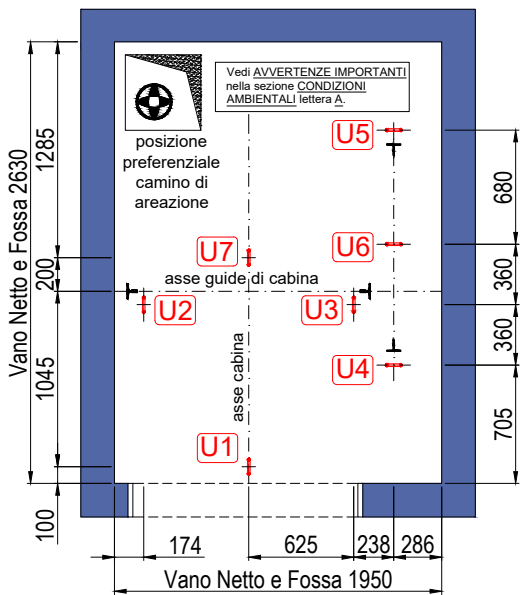 Vedi AVVERTENZE IMPORTANTI
nella sezione CONDIZIONI
AMBIENTALI lettera A.
posizione
preferenziale
camino di
areazione
U5
U6
U7
asse guide di cabina
U2
U3
U4
asse cabina
U1
Vano Netto e Fossa 2630
1285
200
1045
100
680
360
360
705
174
625
238
286
Vano Netto e Fossa 1950